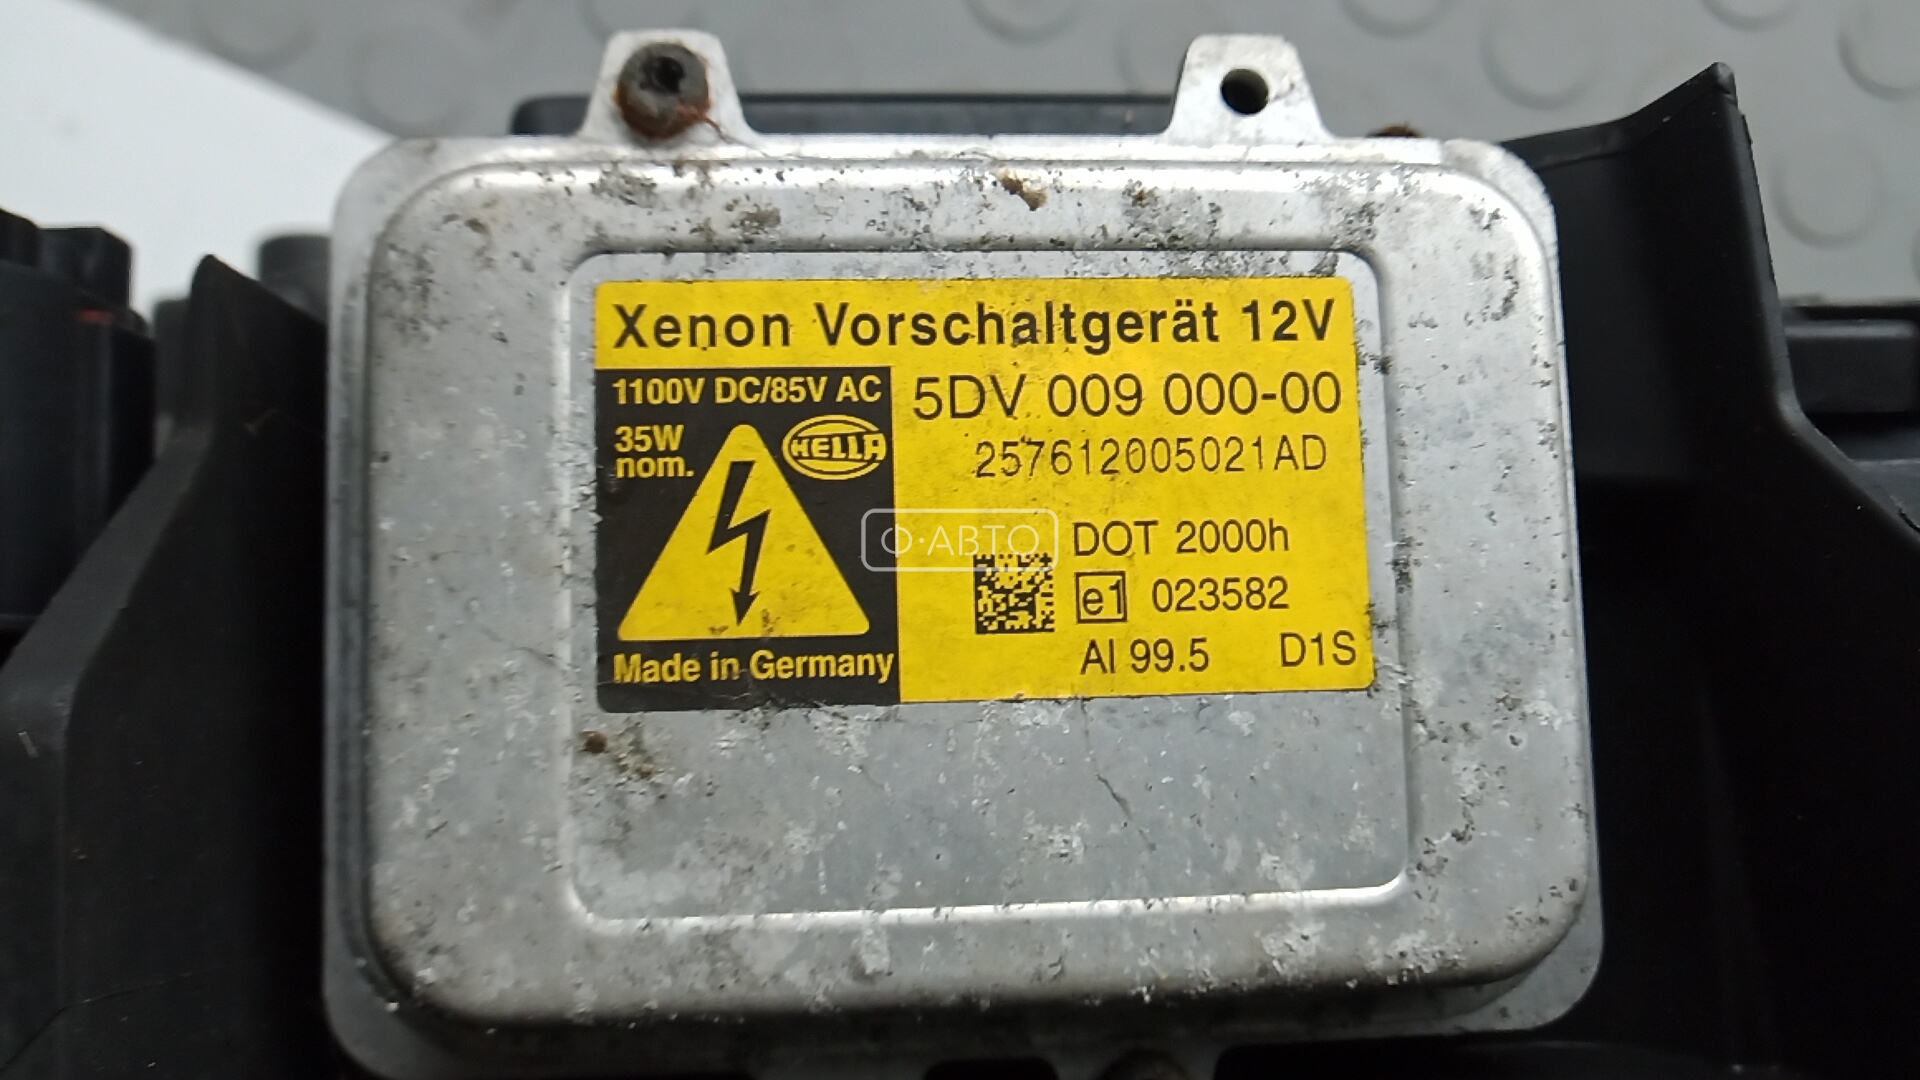 Xenon Vorschaltgerät 12V
1100V DC/85V AC
35W
nom.
HELLA
Made in Germany
5DV 009 000-00
257612005021AD
DOT 2000h
e1 023582
Al 99.5 D1S
Ф·АВТО